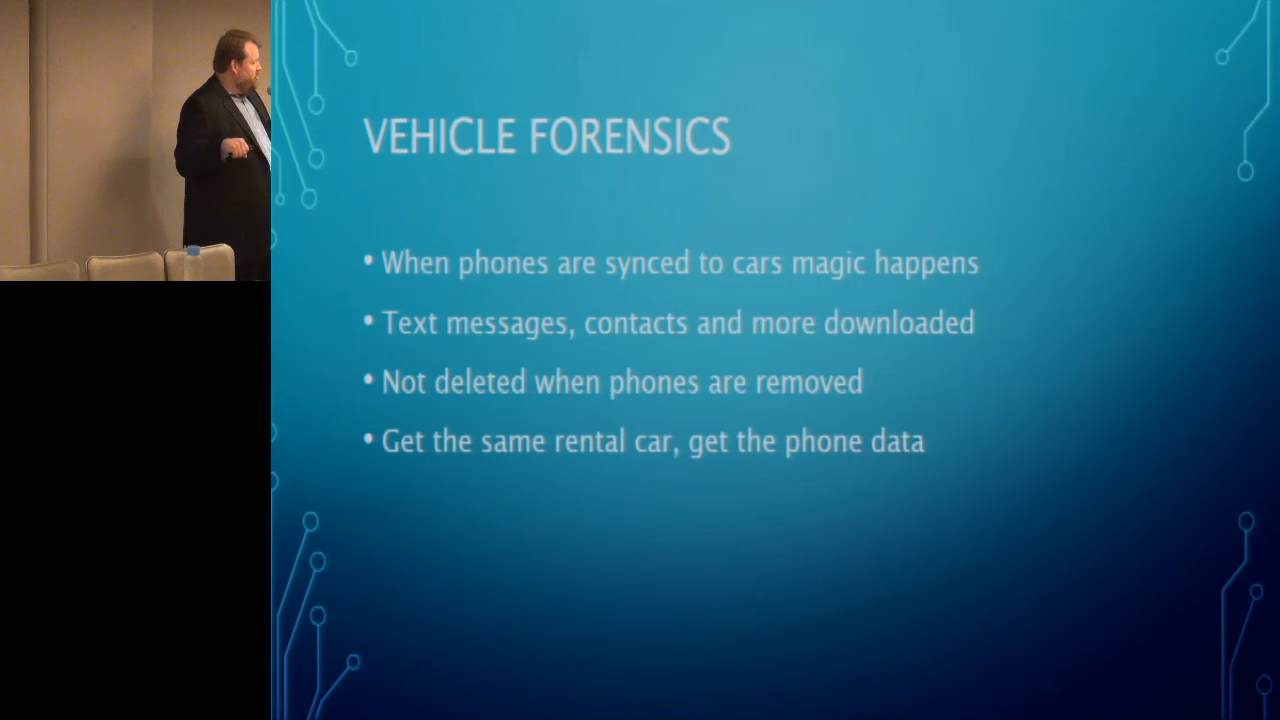 VEHICLE FORENSICS
• When phones are synced to cars magic happens
• Text messages, contacts and more downloaded
• Not deleted when phones are removed
• Get the same rental car, get the phone data